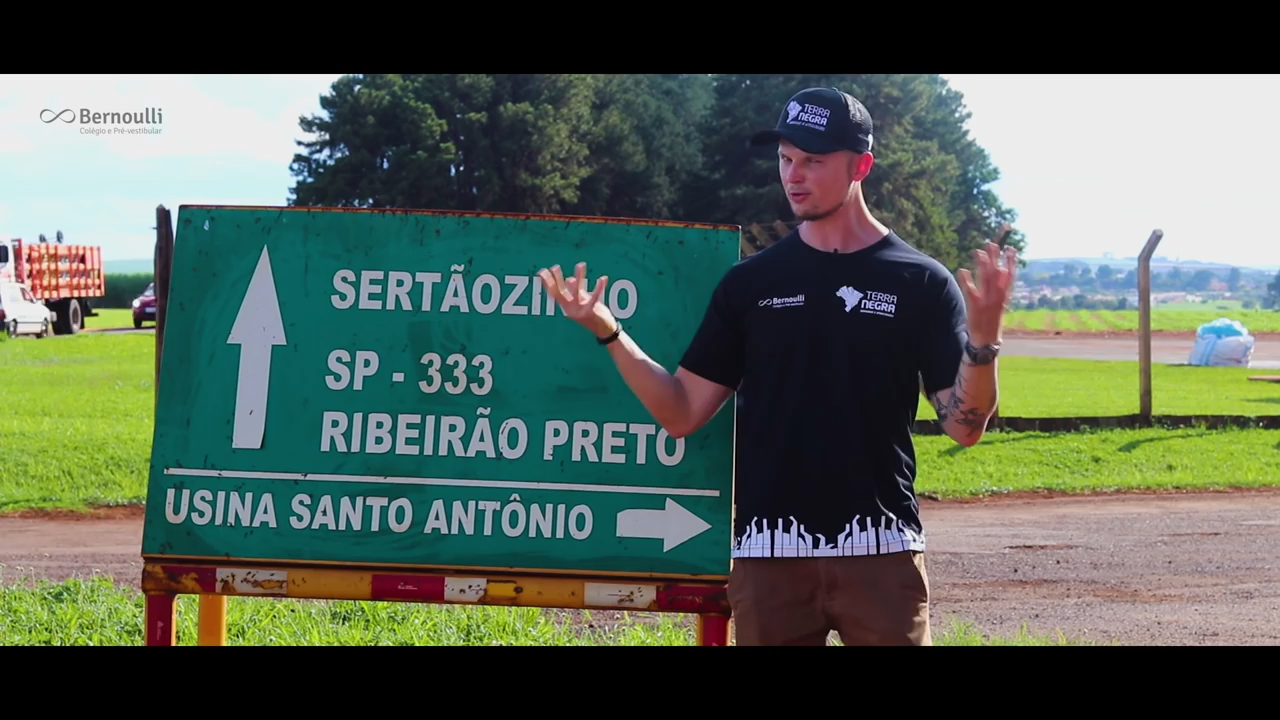 Bernoulli
Colégio e Pré-vestibular
SERTÃOZINHO
SP - 333
RIBEIRÃO PRETO
USINA SANTO ANTÔNIO
TERRA
NEGRA
Bernoulli
TERRA
NEGRA